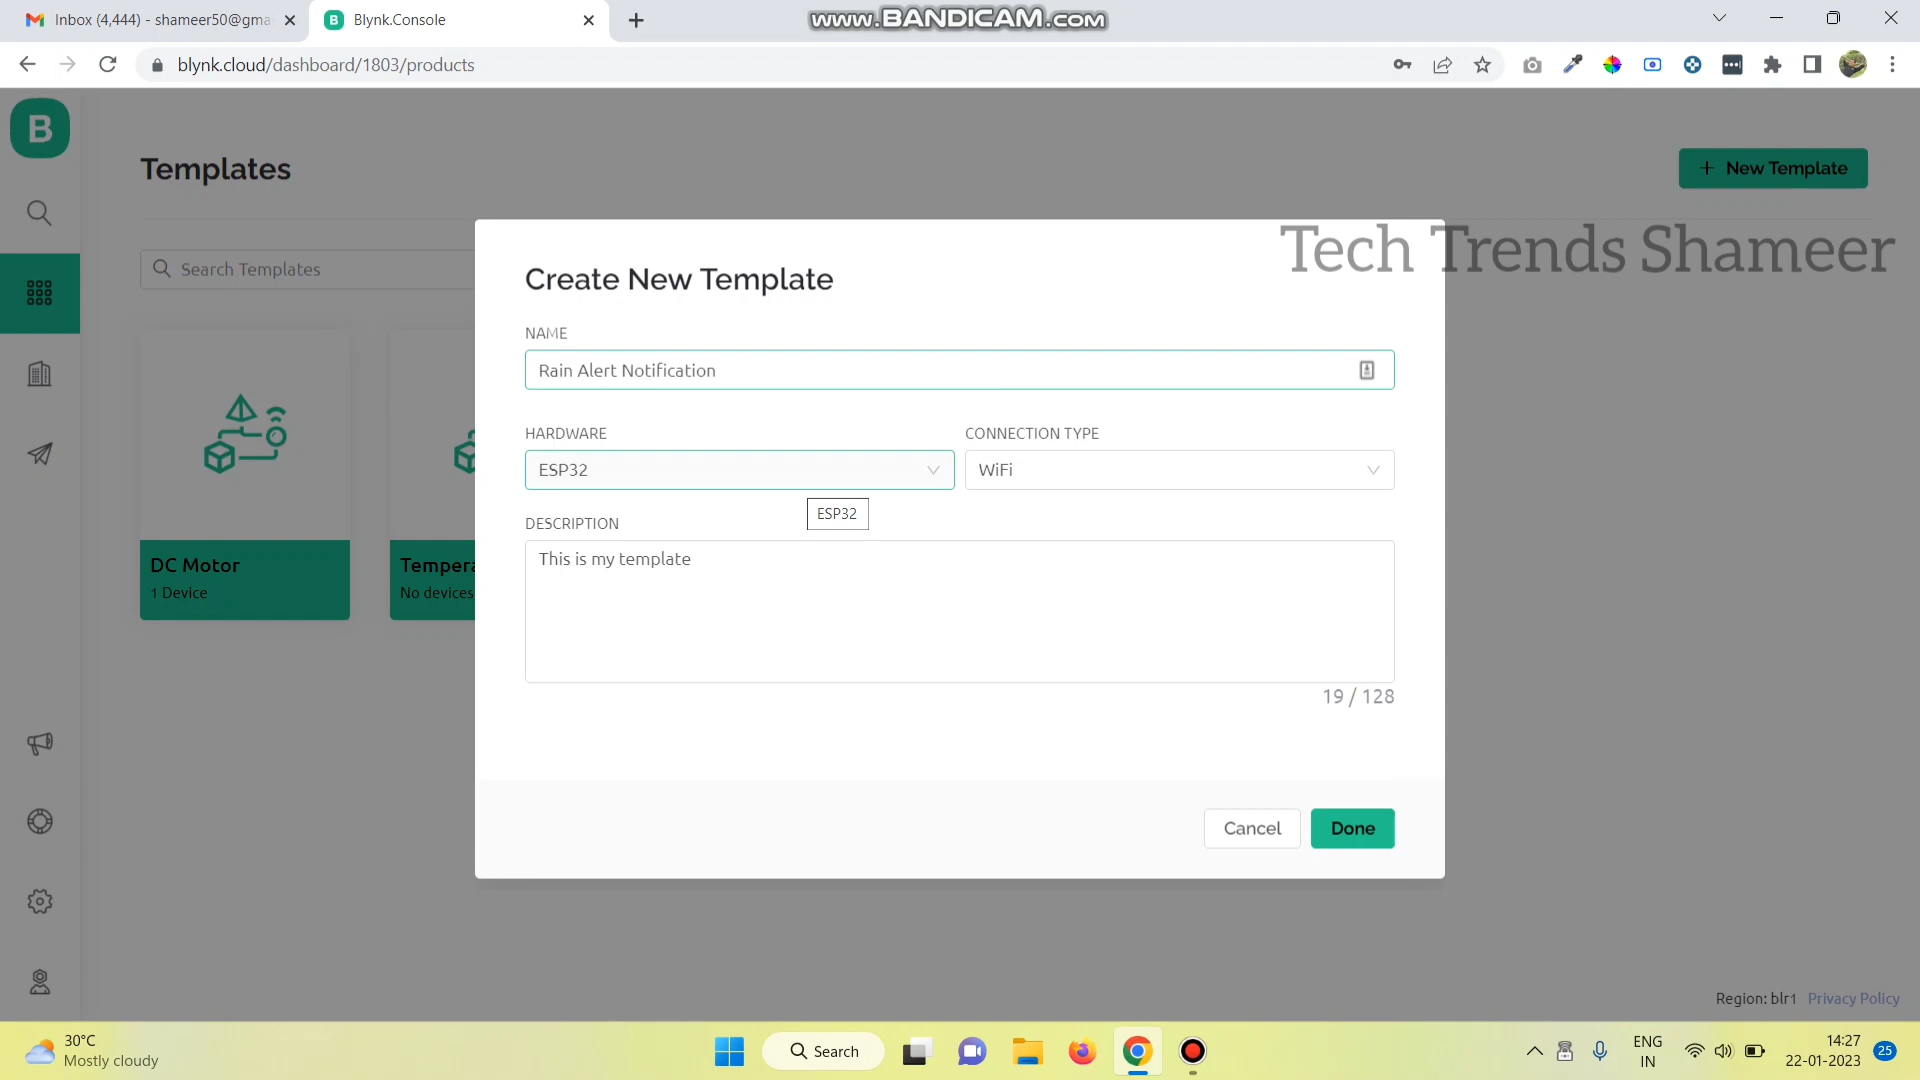 Inbox (4,444) - shameer50@gma
B Blynk.Console
www.BANDICAM.com
blynk.cloud/dashboard/1803/products
B
Templates
+ New Template
Search Templates
Tech Trends Shameer
Create New Template
NAME
Rain Alert Notification
HARDWARE
CONNECTION TYPE
ESP32
WiFi
ESP32
DESCRIPTION
This is my template
19 / 128
DC Motor
1 Device
Tempera
No devices
Cancel
Done
Region: blr1 Privacy Policy
30°C
Mostly cloudy
Search
ENG
IN
14:27
22-01-2023
25